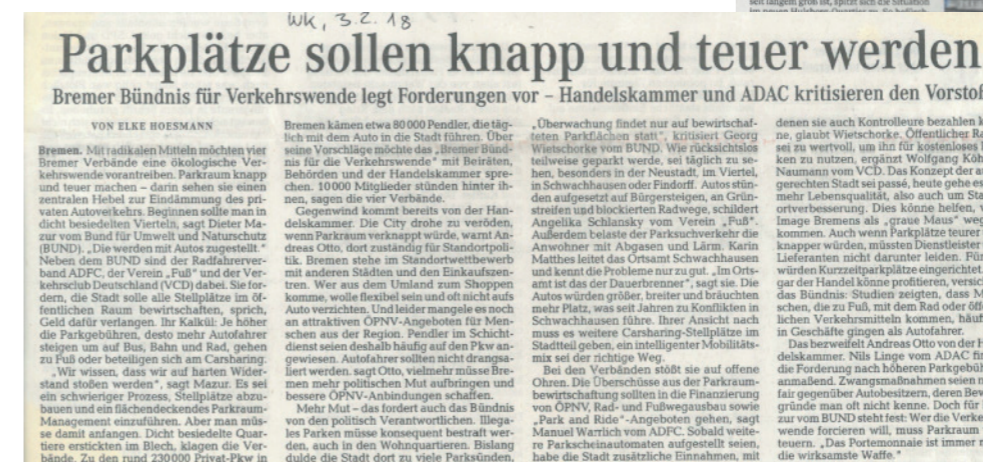 seit langem groß ist, spitzt sich die Situation
WK, 3.2.18
Parkplätze sollen knapp und teuer werden
Bremer Bündnis für Verkehrswende legt Forderungen vor – Handelskammer und ADAC kritisieren den Vorstoß
VON ELKE HOESMANN
Bremen. Mit radikalen Mitteln möchten vier
Bremer Verbände eine ökologische Ver-
kehrswende vorantreiben. Parkraum knapp
und teuer machen – darin sehen sie einen
zentralen Hebel zur Eindämmung des pri-
vaten Autoverkehrs. Beginnen sollte man in
dicht besiedelten Vierteln, sagt Dieter Ma-
zur vom Bund für Umwelt und Naturschutz
(BUND). „Die werden mit Autos zugestellt."
Neben dem BUND sind der Radfahrerver-
band ADFC, der Verein „Fuß" und der Ver-
kehrsclub Deutschland (VCD) dabei. Sie for-
dern, die Stadt solle alle Stellplätze im öf-
fentlichen Raum bewirtschaften, sprich,
Geld dafür verlangen. Ihr Kalkül: Je höher
die Parkgebühren, desto mehr Autofahrer
steigen um auf Bus, Bahn und Rad, gehen
zu Fuß oder beteiligen sich am Carsharing.
„Wir wissen, dass wir auf harten Wider-
stand stoßen werden", sagt Mazur. Es sei
ein schwieriger Prozess, Stellplätze abzu-
bauen und ein flächendeckendes Parkraum-
Management einzuführen. Aber man müs-
se damit anfangen. Dicht besiedelte Quar-
tiere erstickten im Blech, klagen die Ver-
bände. Zu den rund 230000 Privat-Pkw in
Bremen kämen etwa 80000 Pendler, die täg-
lich mit dem Auto in die Stadt führen. Über
seine Vorschläge möchte das „Bremer Bünd-
nis für die Verkehrswende" mit Beiräten,
Behörden und der Handelskammer spre-
chen. 10000 Mitglieder stünden hinter ih-
nen, sagen die vier Verbände.
Gegenwind kommt bereits von der Han-
delskammer. Die City drohe zu veröden,
wenn Parkraum verknappt würde, warnt An-
dreas Otto, dort zuständig für Standortpoli-
tik. Bremen stehe im Standortwettbewerb
mit anderen Städten und den Einkaufszen-
tren. Wer aus dem Umland zum Shoppen
komme, wolle flexibel sein und oft nicht aufs
Auto verzichten. Und leider mangele es noch
an attraktiven ÖPNV-Angeboten für Men-
schen aus der Region. Pendler im Schicht-
dienst seien deshalb häufig auf den Pkw an-
gewiesen. Autofahrer sollten nicht drangsa-
liert werden. sagt Otto, vielmehr müsse Bre-
men mehr politischen Mut aufbringen und
bessere ÖPNV-Anbindungen schaffen.
Mehr Mut – das fordert auch das Bündnis
von den politisch Verantwortlichen. Illega-
les Parken müsse konsequent bestraft wer-
den, auch in den Wohnquartieren. Bislang
dulde die Stadt dort zu viele Parksünden,
„Überwachung findet nur auf bewirtschaf-
teten Parkflächen statt", kritisiert Georg
Wietschorke vom BUND. Wie rücksichtslos
teilweise geparkt werde, sei täglich zu se-
hen, besonders in der Neustadt, im Viertel,
in Schwachhausen oder Findorff. Autos stün-
den aufgesetzt auf Bürgersteigen, an Grün-
streifen und blockierten Radwege, schildert
Angelika Schlansky vom Verein „Fuß".
Außerdem belaste der Parksuchverkehr die
Anwohner mit Abgasen und Lärm. Karin
Matthes leitet das Ortsamt Schwachhausen
und kennt die Probleme nur zu gut. „Im Orts-
amt ist das der Dauerbrenner", sagt sie. Die
Autos würden größer, breiter und bräuchten
mehr Platz, was seit Jahren zu Konflikten in
Schwachhausen führe. Ihrer Ansicht nach
muss es weitere Carsharing-Stellplätze im
Stadtteil geben, ein intelligenter Mobilitäts-
mix sei der richtige Weg.
Bei den Verbänden stößt sie auf offene
Ohren. Die Überschüsse aus der Parkraum-
bewirtschaftung sollten in die Finanzierung
von ÖPNV, Rad- und Fußwegausbau sowie
„Park and Ride"-Angeboten gehen, sagt
Manuel Warrlich vom ADFC. Sobald weite-
re Parkscheinautomaten aufgestellt seien,
habe die Stadt zusätzliche Einnahmen, mit
denen sie auch Kontrolleure bezahlen
ne, glaubt Wietschorke. Öffentlicher
sei zu wertvoll, um ihn für kostenloses
ken zu nutzen, ergänzt Wolfgang
Naumann vom VCD. Das Konzept der
gerechten Stadt sei passé, heute gehe es
mehr Lebensqualität, also auch um
ortverbesserung. Dies könne helfen,
Image Bremens als „graue Maus"
kommen. Auch wenn Parkplätze teurer
knapper würden, müssten Dienstleister
Lieferanten nicht darunter leiden.
würden Kurzzeitparkplätze eingerichtet.
gar der Handel könne profitieren,
das Bündnis: Studien zeigten, dass
schen, die zu Fuß, mit dem Rad oder
lichen Verkehrsmitteln kommen,
in Geschäfte gingen als Autofahrer.
Das bezweifelt Andreas Otto von der
delskammer. Nils Linge vom ADAC
die Forderung nach höheren Parkgebühren
anmaßend. Zwangsmaßnahmen seien
fair gegenüber Autobesitzern, deren
gründe man oft nicht kenne. Doch für
zur vom BUND steht fest: Wer die
wende forcieren will, muss Parkraum
teuern. „Das Portemonnaie ist immer
die wirksamste Waffe."